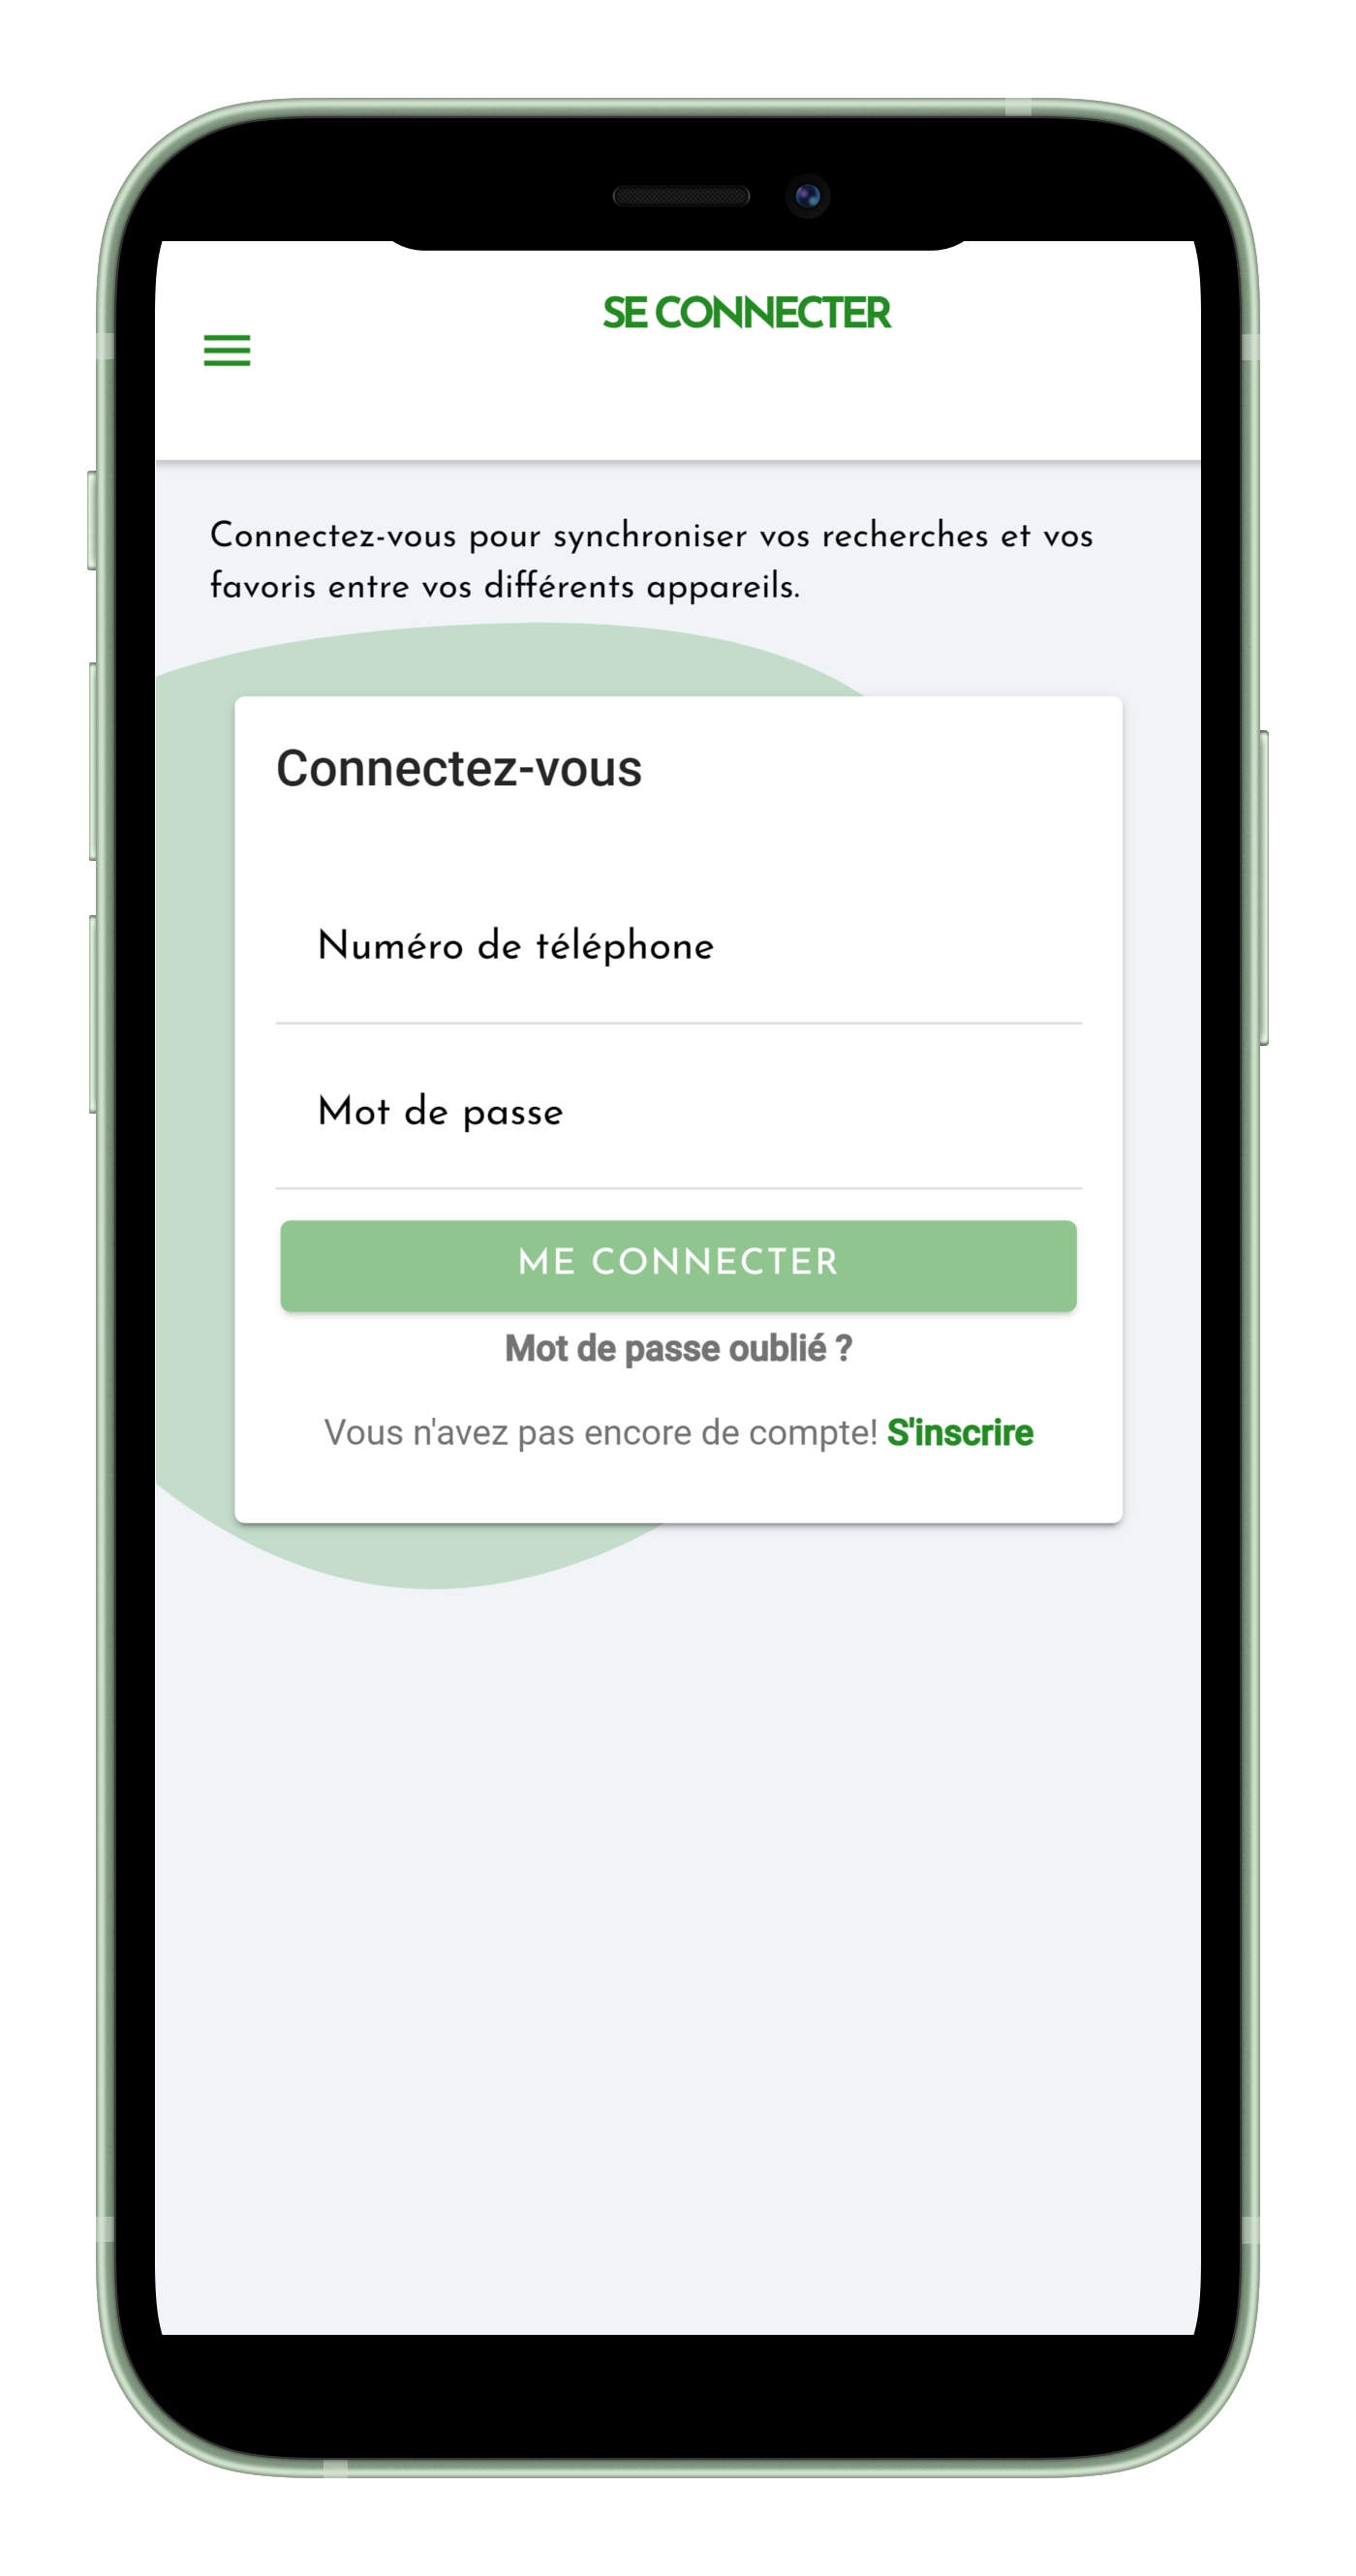 SE CONNECTER
Connectez-vous pour synchroniser vos recherches et vos
favoris entre vos différents appareils.
Connectez-vous
Numéro de téléphone
Mot de passe
ME CONNECTER
Mot de passe oublié ?
Vous n'avez pas encore de compte! S'inscrire